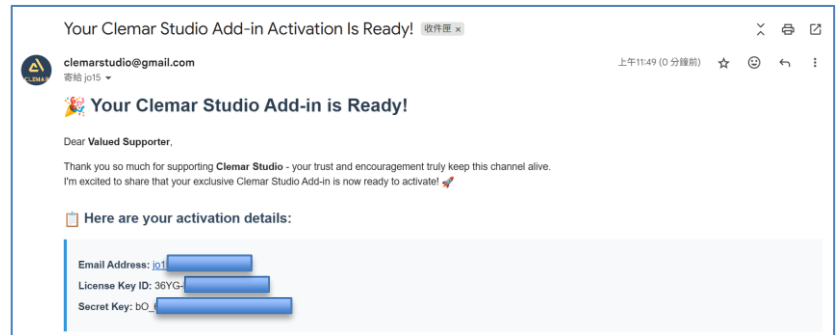 Your Clemar Studio Add-in Activation Is Ready! 收件匣 ×
clemarstudio@gmail.com 上午11:49 (0 分鐘前)
寄給 jo15
CLEMAR
🎉 Your Clemar Studio Add-in is Ready!
Dear Valued Supporter,
Thank you so much for supporting Clemar Studio - your trust and encouragement truly keep this channel alive.
I'm excited to share that your exclusive Clemar Studio Add-in is now ready to activate! 🚀
📋 Here are your activation details:
Email Address: jo1
License Key ID: 36YG-
Secret Key: bO_